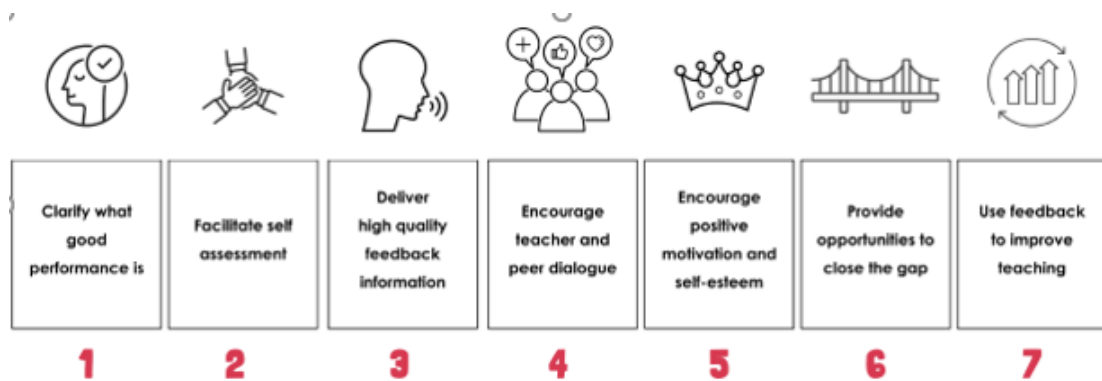 Clarify what
good
performance is
Facilitate self
assessment
Deliver
high quality
feedback
information
Encourage
teacher and
peer dialogue
Encourage
positive
motivation and
self-esteem
Provide
opportunities to
close the gap
Use feedback
to improve
teaching
1
2
3
4
5
6
7